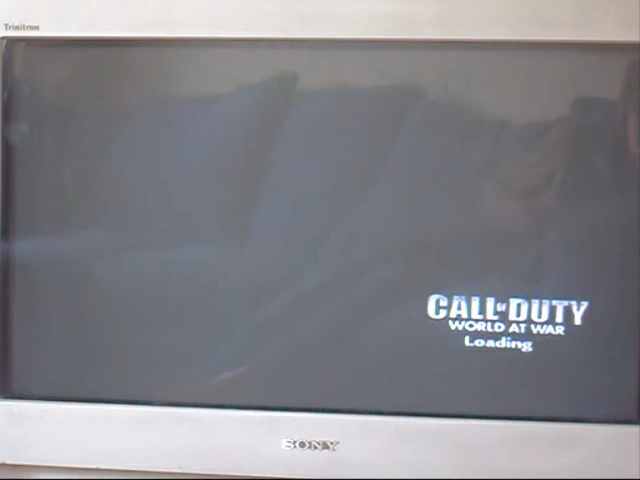 Trinitron
CALL OF DUTY
WORLD AT WAR
Loading
SONY